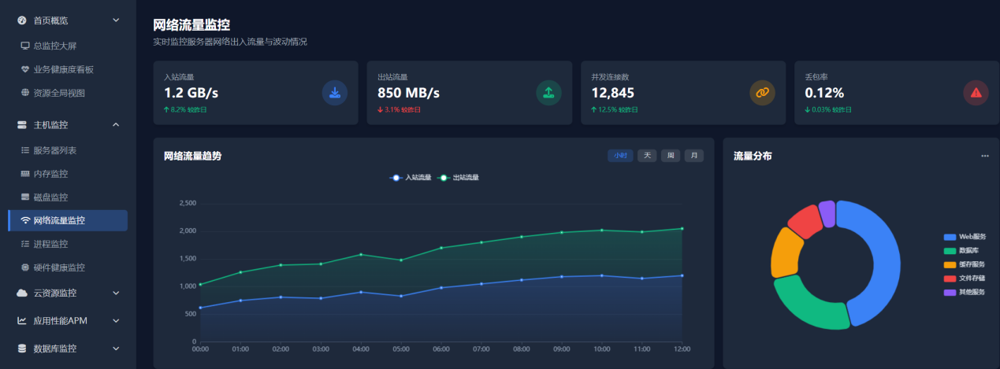 首页概览
总监控大屏
业务健康度看板
资源全局视图
主机监控
服务器列表
内存监控
磁盘监控
网络流量监控
进程监控
硬件健康监控
云资源监控
应用性能APM
数据库监控
网络流量监控
实时监控服务器网络出入流量与波动情况
入站流量
1.2 GB/s
8.2% 较昨日
出站流量
850 MB/s
3.1% 较昨日
并发连接数
12,845
12.5% 较昨日
丢包率
0.12%
0.03% 较昨日
网络流量趋势
小时 天 周 月
入站流量 出站流量
2,500
2,000
1,500
1,000
500
0
00:00 01:00 02:00 03:00 04:00 05:00 06:00 07:00 08:00 09:00 10:00 11:00 12:00
流量分布
Web服务
数据库
缓存服务
文件存储
其他服务